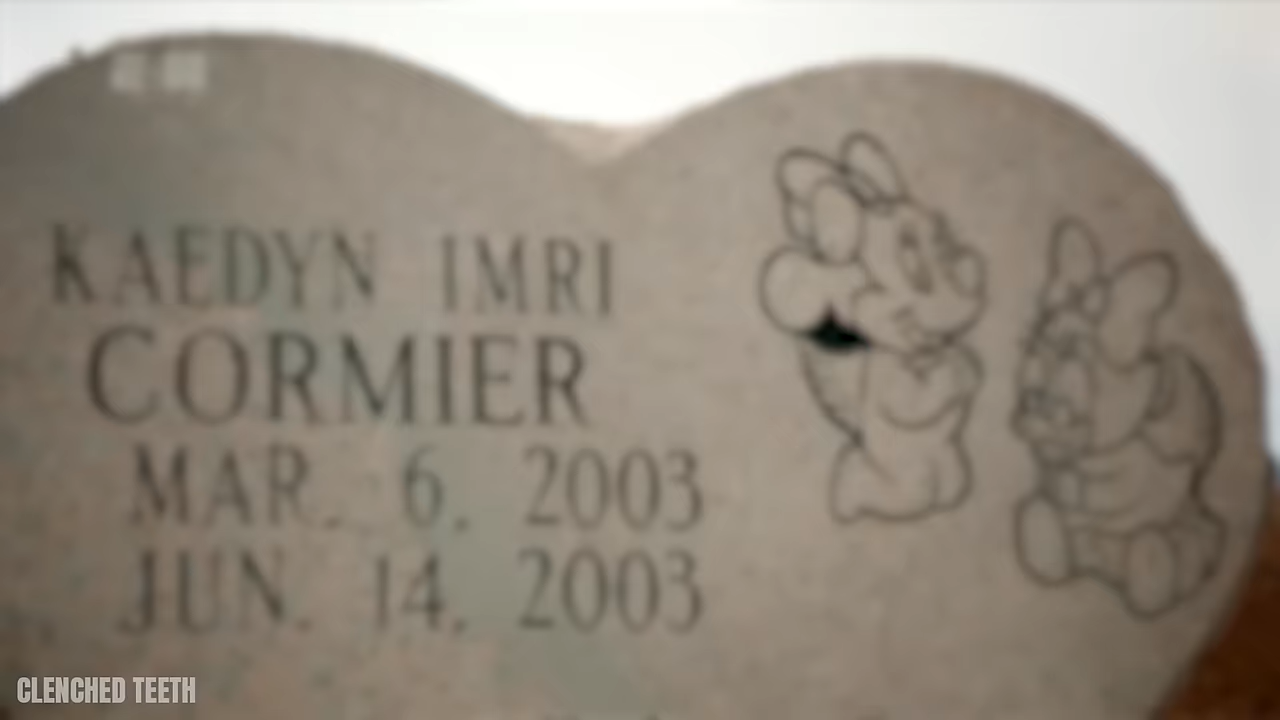 KAEDYN IMRI
CORMIER
MAR. 6, 2003
JUN. 14, 2003
CLENCHED TEETH